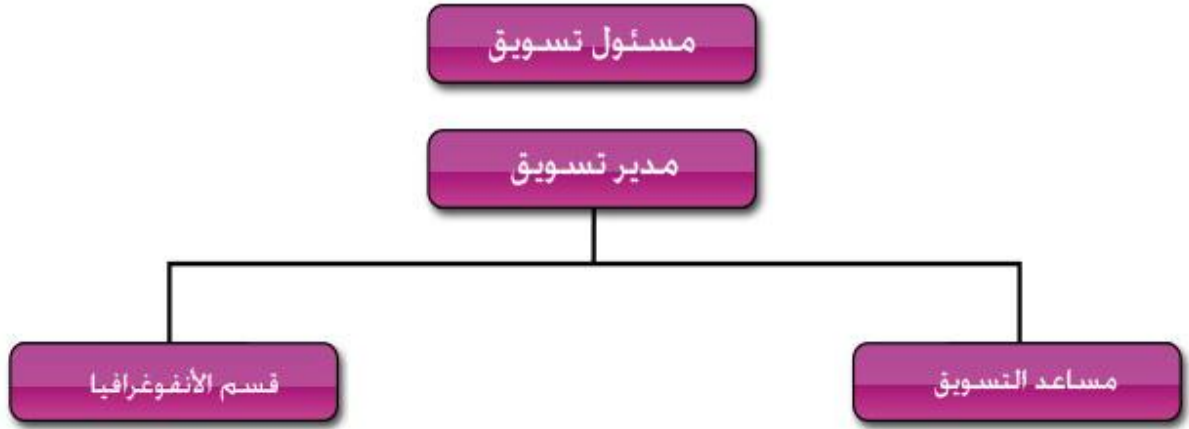 مسئول تسويق
مدير تسويق
مساعد التسويق
قسم الأنفوغرافيا